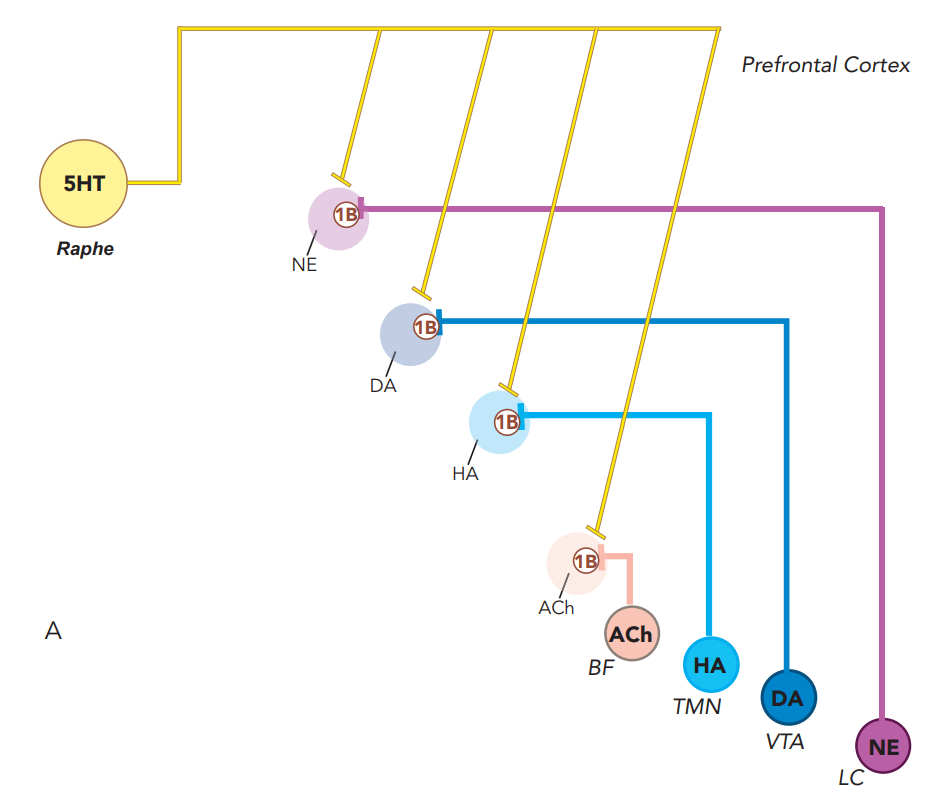 Prefrontal Cortex
5HT
Raphe
1B
NE
1B
DA
1B
HA
1B
ACh
A
ACh
BF
HA
TMN
DA
VTA
NE
LC